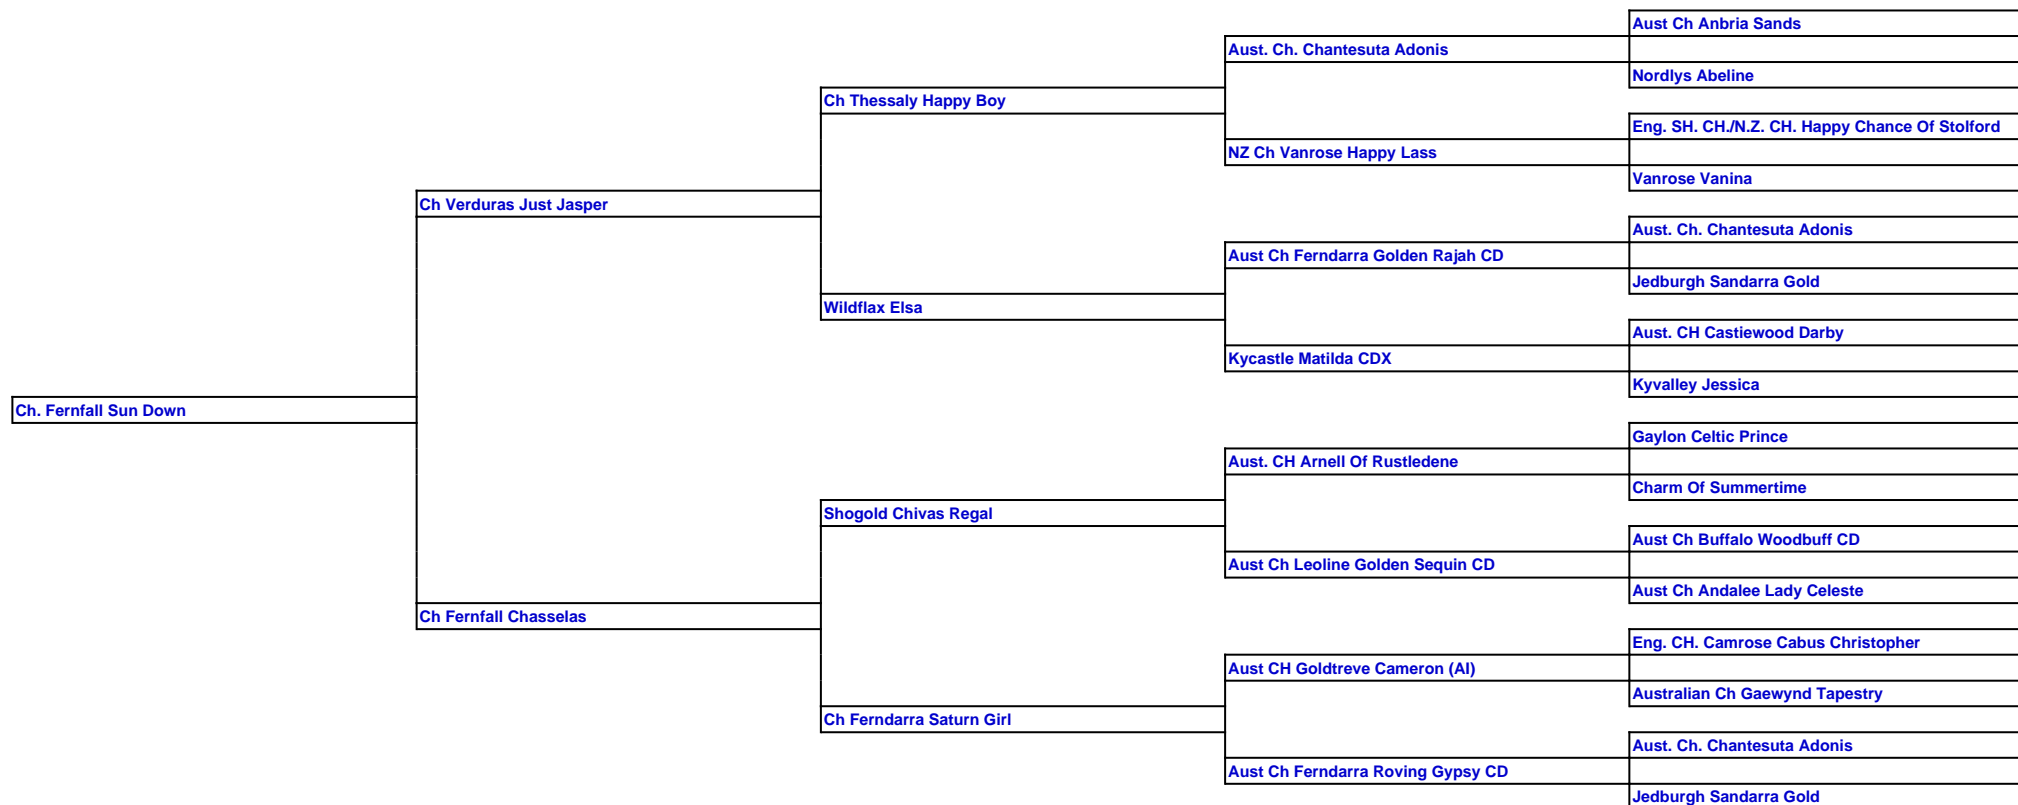 Aust Ch Anbria Sands
Aust. Ch. Chantesuta Adonis
Nordlys Abeline
Ch Thessaly Happy Boy
Eng. SH. CH./N.Z. CH. Happy Chance Of Stolford
NZ Ch Vanrose Happy Lass
Vanrose Vanina
Ch Verduras Just Jasper
Aust. Ch. Chantesuta Adonis
Aust Ch Ferndarra Golden Rajah CD
Jedburgh Sandarra Gold
Wildflax Elsa
Aust. CH Castiewood Darby
Kycastle Matilda CDX
Kyvalley Jessica
Ch. Fernfall Sun Down
Gaylon Celtic Prince
Aust. CH Arnell Of Rustledene
Charm Of Summertime
Shogold Chivas Regal
Aust Ch Buffalo Woodbuff CD
Aust Ch Leoline Golden Sequin CD
Aust Ch Andalee Lady Celeste
Ch Fernfall Chasselas
Eng. CH. Camrose Cabus Christopher
Aust CH Goldtreve Cameron (AI)
Australian Ch Gaewynd Tapestry
Ch Ferndarra Saturn Girl
Aust. Ch. Chantesuta Adonis
Aust Ch Ferndarra Roving Gypsy CD
Jedburgh Sandarra Gold